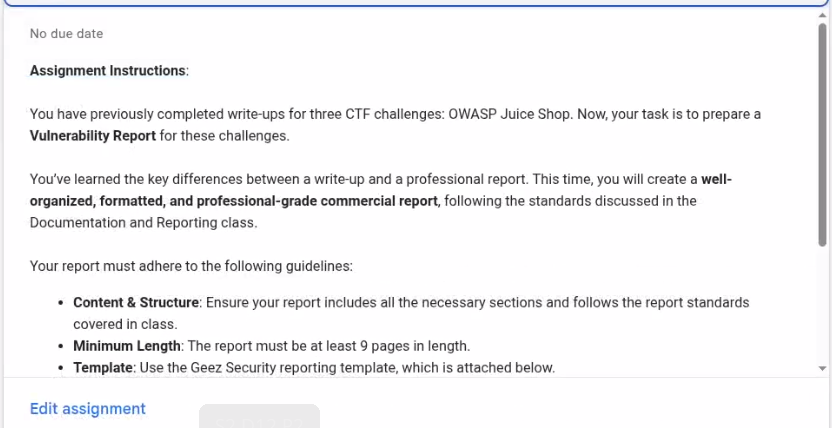 No due date
Assignment Instructions:
You have previously completed write-ups for three CTF challenges: OWASP Juice Shop. Now, your task is to prepare a
Vulnerability Report for these challenges.
You’ve learned the key differences between a write-up and a professional report. This time, you will create a well-
organized, formatted, and professional-grade commercial report, following the standards discussed in the
Documentation and Reporting class.
Your report must adhere to the following guidelines:
• Content & Structure: Ensure your report includes all the necessary sections and follows the report standards
covered in class.
• Minimum Length: The report must be at least 9 pages in length.
• Template: Use the Geez Security reporting template, which is attached below.
Edit assignment